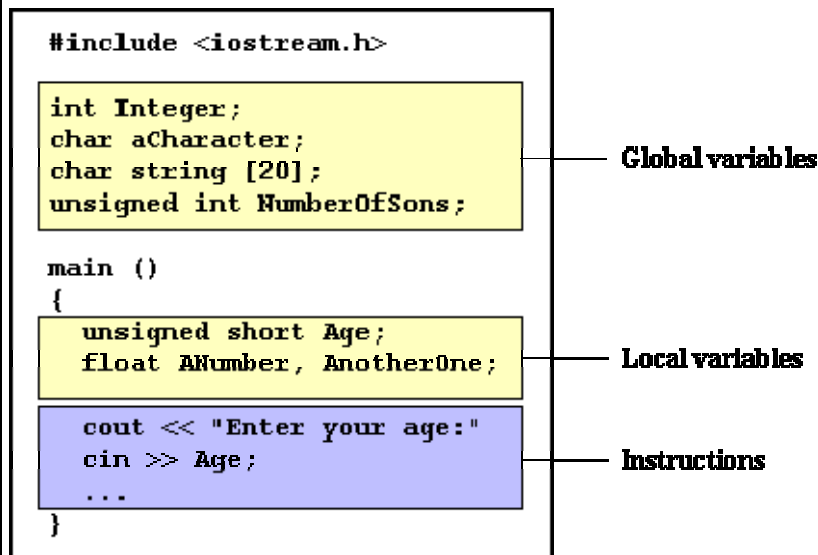 #include <iostream.h>
int Integer;
char aCharacter;
char string [20];
unsigned int NumberOfSons;
Global variables
main ()
{
unsigned short Age;
float ANumber, AnotherOne;
Local variables
cout << "Enter your age:"
cin >> Age;
...
Instructions
}